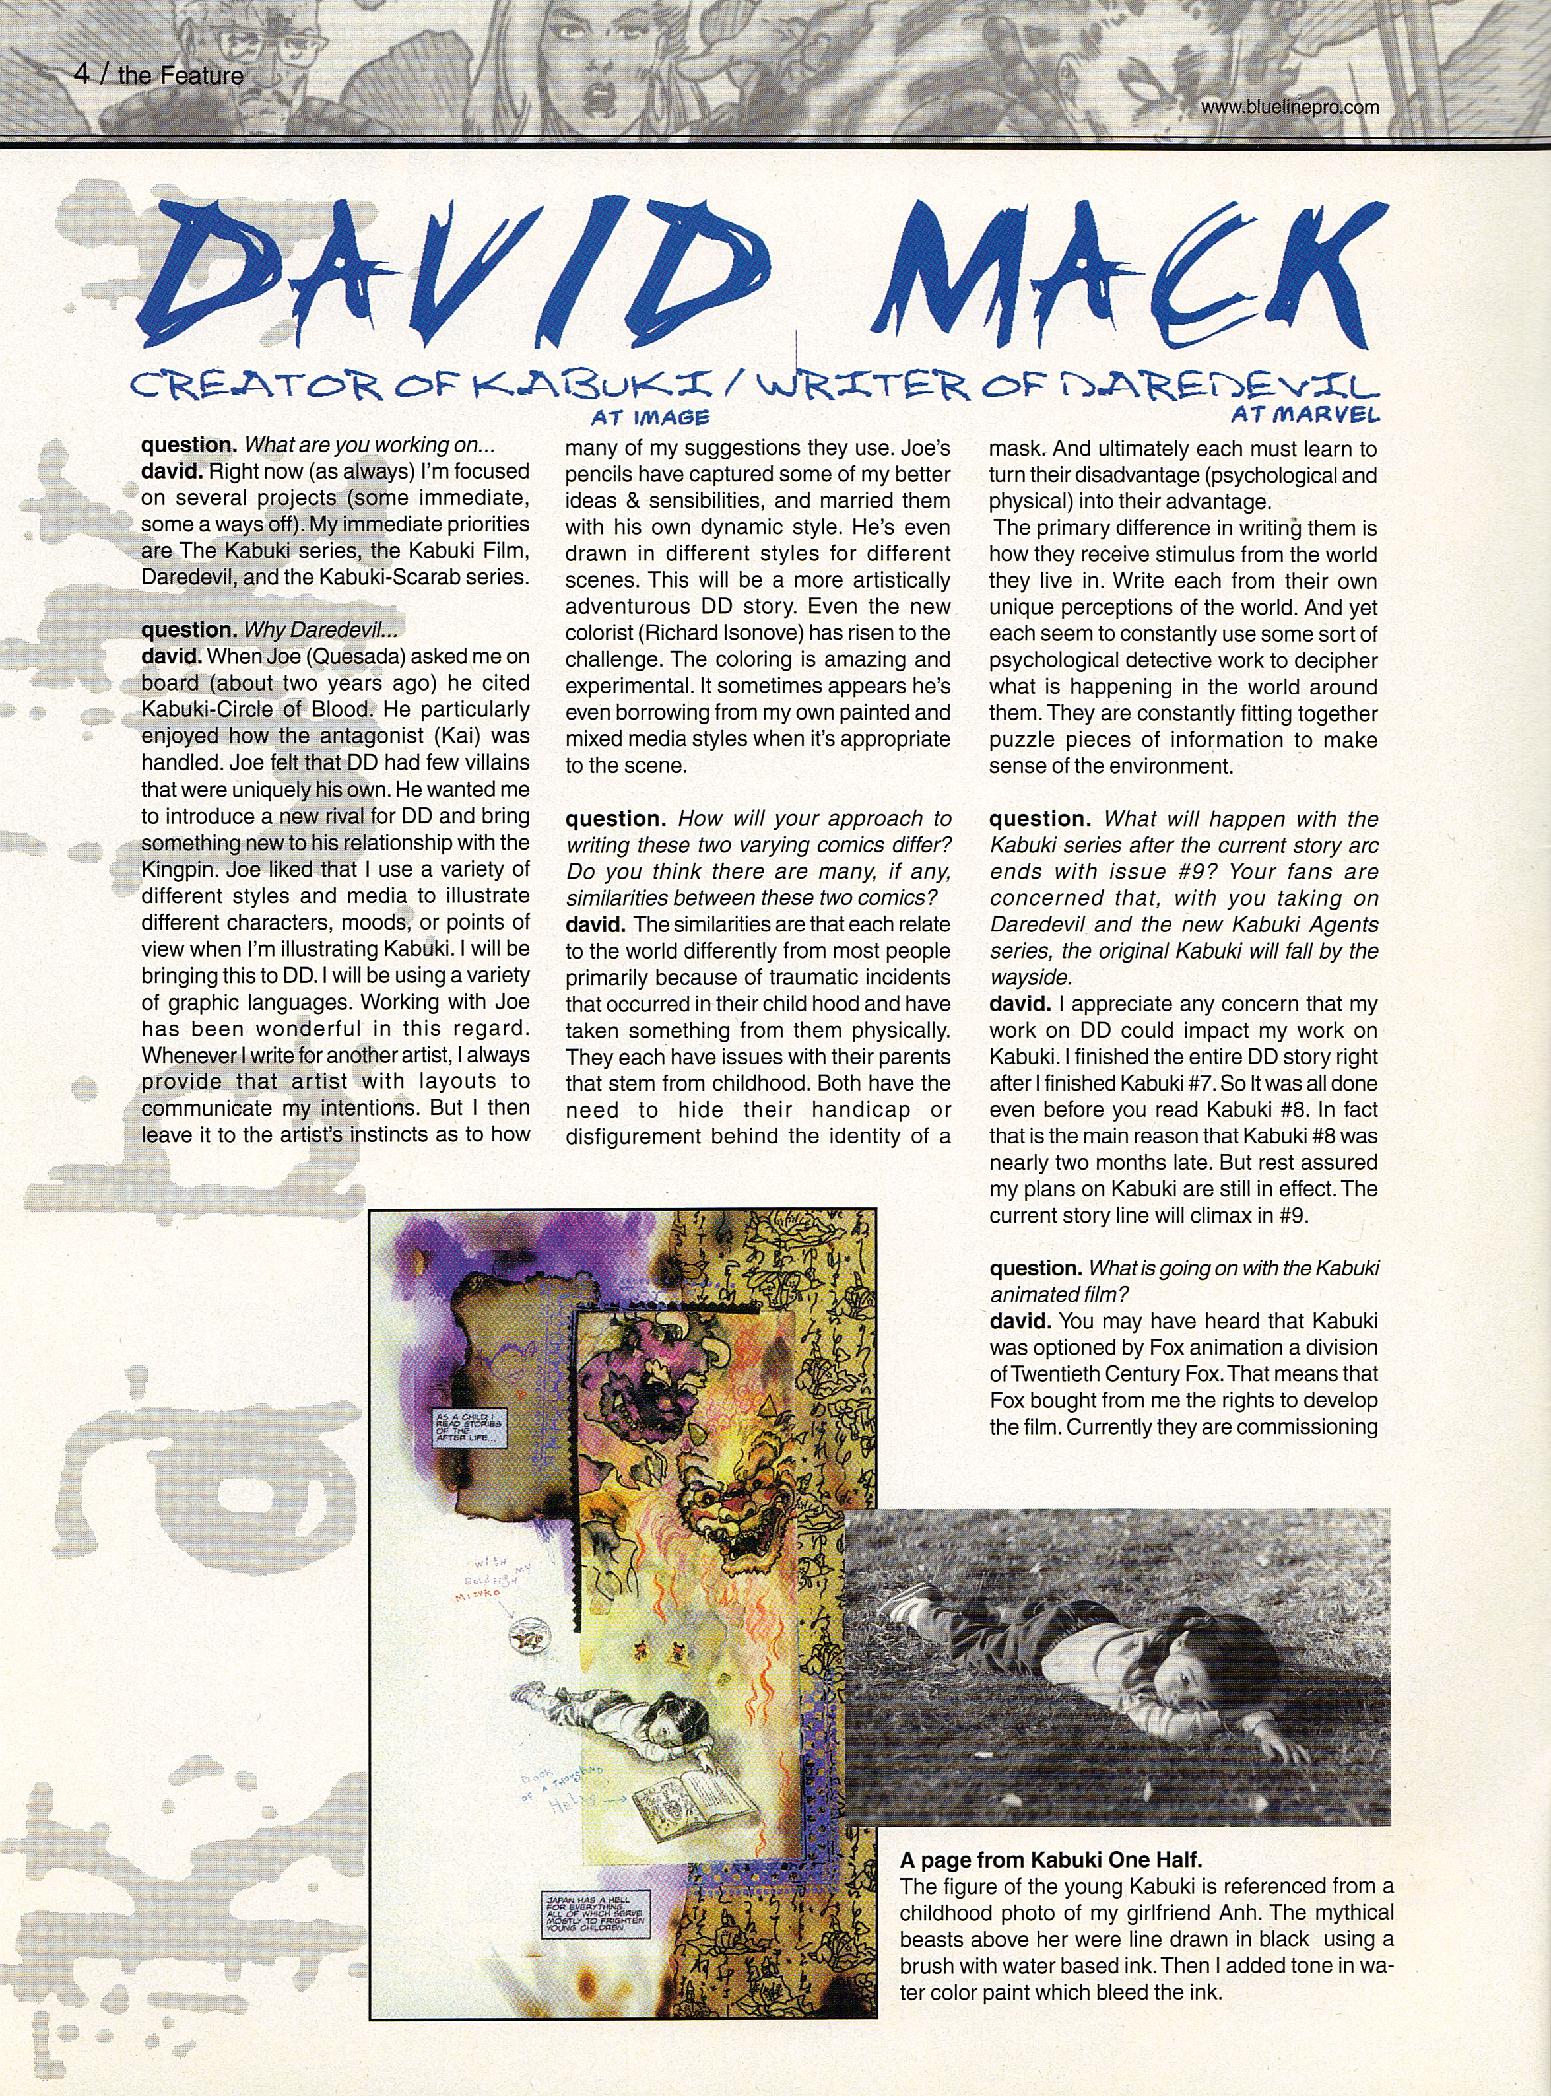 4 / the Feature
www.bluelinepro.com
DAVID MACK
CREATOR OF KABUKI / WRITER OF DAREDEVIL
AT IMAGE
AT MARVEL
question. What are you working on...
david. Right now (as always) I'm focused
on several projects (some immediate,
some a ways off). My immediate priorities
are The Kabuki series, the Kabuki Film,
Daredevil, and the Kabuki-Scarab series.
question. Why Daredevil...
david. When Joe (Quesada) asked me on
board (about two years ago) he cited
Kabuki-Circle of Blood. He particularly
enjoyed how the antagonist (Kai) was
handled. Joe felt that DD had few villains
that were uniquely his own. He wanted me
to introduce a new rival for DD and bring
something new to his relationship with the
Kingpin. Joe liked that I use a variety of
different styles and media to illustrate
different characters, moods, or points of
view when I'm illustrating Kabuki. I will be
bringing this to DD. I will be using a variety
of graphic languages. Working with Joe
has been wonderful in this regard.
Whenever I write for another artist, I always
provide that artist with layouts to
communicate my intentions. But I then
leave it to the artist's instincts as to how
many of my suggestions they use. Joe's
pencils have captured some of my better
ideas & sensibilities, and married them
with his own dynamic style. He's even
drawn in different styles for different
scenes. This will be a more artistically
adventurous DD story. Even the new
colorist (Richard Isonove) has risen to the
challenge. The coloring is amazing and
experimental. It sometimes appears he's
even borrowing from my own painted and
mixed media styles when it's appropriate
to the scene.
question. How will your approach to
writing these two varying comics differ?
Do you think there are many, if any,
similarities between these two comics?
david. The similarities are that each relate
to the world differently from most people
primarily because of traumatic incidents
that occurred in their child hood and have
taken something from them physically.
They each have issues with their parents
that stem from childhood. Both have the
need to hide their handicap or
disfigurement behind the identity of a
mask. And ultimately each must learn to
turn their disadvantage (psychological and
physical) into their advantage.
The primary difference in writing them is
how they receive stimulus from the world
they live in. Write each from their own
unique perceptions of the world. And yet
each seem to constantly use some sort of
psychological detective work to decipher
what is happening in the world around
them. They are constantly fitting together
puzzle pieces of information to make
sense of the environment.
question. What will happen with the
Kabuki series after the current story arc
ends with issue #9? Your fans are
concerned that, with you taking on
Daredevil and the new Kabuki Agents
series, the original Kabuki will fall by the
wayside.
david. I appreciate any concern that my
work on DD could impact my work on
Kabuki. I finished the entire DD story right
after I finished Kabuki #7. So It was all done
even before you read Kabuki #8. In fact
that is the main reason that Kabuki #8 was
nearly two months late. But rest assured
my plans on Kabuki are still in effect. The
current story line will climax in #9.
question. What is going on with the Kabuki
animated film?
david. You may have heard that Kabuki
was optioned by Fox animation a division
of Twentieth Century Fox. That means that
Fox bought from me the rights to develop
the film. Currently they are commissioning
AS A CHILD I
READ STORIES
OF THE
AFTER LIFE...
with my
Goldfish
Mizuko
Book
of a thousand
Hells
JAPAN HAS A HELL
FOR EVERYTHING.
ALL OF WHICH SERVE
MOSTLY TO FRIGHTEN
YOUNG CHILDREN.
A page from Kabuki One Half.
The figure of the young Kabuki is referenced from a
childhood photo of my girlfriend Anh. The mythical
beasts above her were line drawn in black using a
brush with water based ink. Then I added tone in wa-
ter color paint which bleed the ink.